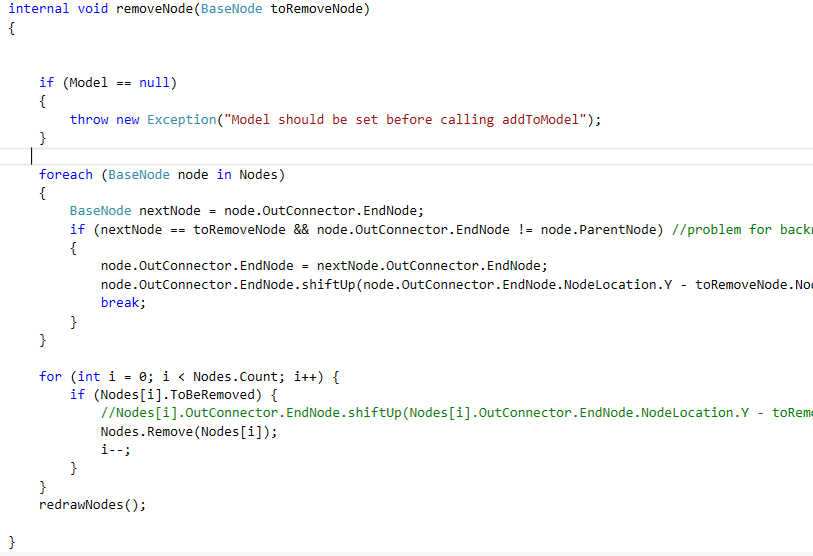 internal void removeNode(BaseNode toRemoveNode)
{
if (Model == null)
{
throw new Exception("Model should be set before calling addToModel");
}
foreach (BaseNode node in Nodes)
{
BaseNode nextNode = node.OutConnector.EndNode;
if (nextNode == toRemoveNode && node.OutConnector.EndNode != node.ParentNode) //problem for back
{
node.OutConnector.EndNode = nextNode.OutConnector.EndNode;
node.OutConnector.EndNode.shiftUp(node.OutConnector.EndNode.NodeLocation.Y - toRemoveNode.No
break;
}
}
for (int i = 0; i < Nodes.Count; i++) {
if (Nodes[i].ToBeRemoved) {
//Nodes[i].OutConnector.EndNode.shiftUp(Nodes[i].OutConnector.EndNode.NodeLocation.Y - toRem
Nodes.Remove(Nodes[i]);
i--;
}
}
redrawNodes();
}